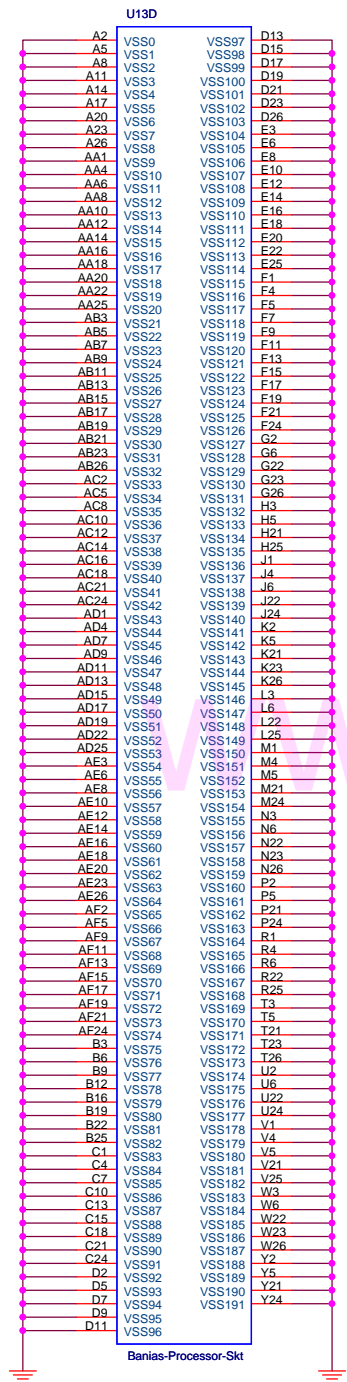 U13D
A2 VSS0 VSS97 D13
A5 VSS1 VSS98 D15
A8 VSS2 VSS99 D17
A11 VSS3 VSS100 D19
A14 VSS4 VSS101 D21
A17 VSS5 VSS102 D23
A20 VSS6 VSS103 D26
A23 VSS7 VSS104 E3
A26 VSS8 VSS105 E6
AA1 VSS9 VSS106 E8
AA4 VSS10 VSS107 E10
AA6 VSS11 VSS108 E12
AA8 VSS12 VSS109 E14
AA10 VSS13 VSS110 E16
AA12 VSS14 VSS111 E18
AA14 VSS15 VSS112 E20
AA16 VSS16 VSS113 E22
AA18 VSS17 VSS114 E25
AA20 VSS18 VSS115 F1
AA22 VSS19 VSS116 F4
AA25 VSS20 VSS117 F5
AB3 VSS21 VSS118 F7
AB5 VSS22 VSS119 F9
AB7 VSS23 VSS120 F11
AB9 VSS24 VSS121 F13
AB11 VSS25 VSS122 F15
AB13 VSS26 VSS123 F17
AB15 VSS27 VSS124 F19
AB17 VSS28 VSS125 F21
AB19 VSS29 VSS126 F24
AB21 VSS30 VSS127 G2
AB23 VSS31 VSS128 G6
AB26 VSS32 VSS129 G22
AC2 VSS33 VSS130 G23
AC5 VSS34 VSS131 G26
AC8 VSS35 VSS132 H3
AC10 VSS36 VSS133 H5
AC12 VSS37 VSS134 H21
AC14 VSS38 VSS135 H25
AC16 VSS39 VSS136 J1
AC18 VSS40 VSS137 J4
AC21 VSS41 VSS138 J6
AC24 VSS42 VSS139 J22
AD1 VSS43 VSS140 J24
AD4 VSS44 VSS141 K2
AD7 VSS45 VSS142 K5
AD9 VSS46 VSS143 K21
AD11 VSS47 VSS144 K23
AD13 VSS48 VSS145 K26
AD15 VSS49 VSS146 L3
AD17 VSS50 VSS147 L6
AD19 VSS51 VSS148 L22
AD22 VSS52 VSS149 L25
AD25 VSS53 VSS150 M1
AE3 VSS54 VSS151 M4
AE6 VSS55 VSS152 M5
AE8 VSS56 VSS153 M21
AE10 VSS57 VSS154 M24
AE12 VSS58 VSS155 N3
AE14 VSS59 VSS156 N6
AE16 VSS60 VSS157 N22
AE18 VSS61 VSS158 N23
AE20 VSS62 VSS159 N26
AE23 VSS63 VSS160 P2
AE26 VSS64 VSS161 P5
AF2 VSS65 VSS162 P21
AF5 VSS66 VSS163 P24
AF9 VSS67 VSS164 R1
AF11 VSS68 VSS165 R4
AF13 VSS69 VSS166 R6
AF15 VSS70 VSS167 R22
AF17 VSS71 VSS168 R25
AF19 VSS72 VSS169 T3
AF21 VSS73 VSS170 T5
AF24 VSS74 VSS171 T21
B3 VSS75 VSS172 T23
B6 VSS76 VSS173 T26
B9 VSS77 VSS174 U2
B12 VSS78 VSS175 U6
B16 VSS79 VSS176 U22
B19 VSS80 VSS177 U24
B22 VSS81 VSS178 V1
B25 VSS82 VSS179 V4
C1 VSS83 VSS180 V5
C4 VSS84 VSS181 V21
C7 VSS85 VSS182 V25
C10 VSS86 VSS183 W3
C13 VSS87 VSS184 W6
C15 VSS88 VSS185 W22
C18 VSS89 VSS186 W23
C21 VSS90 VSS187 W26
C24 VSS91 VSS188 Y2
D2 VSS92 VSS189 Y5
D5 VSS93 VSS190 Y21
D7 VSS94 VSS191 Y24
D9 VSS95
D11 VSS96
Banias-Processor-Skt